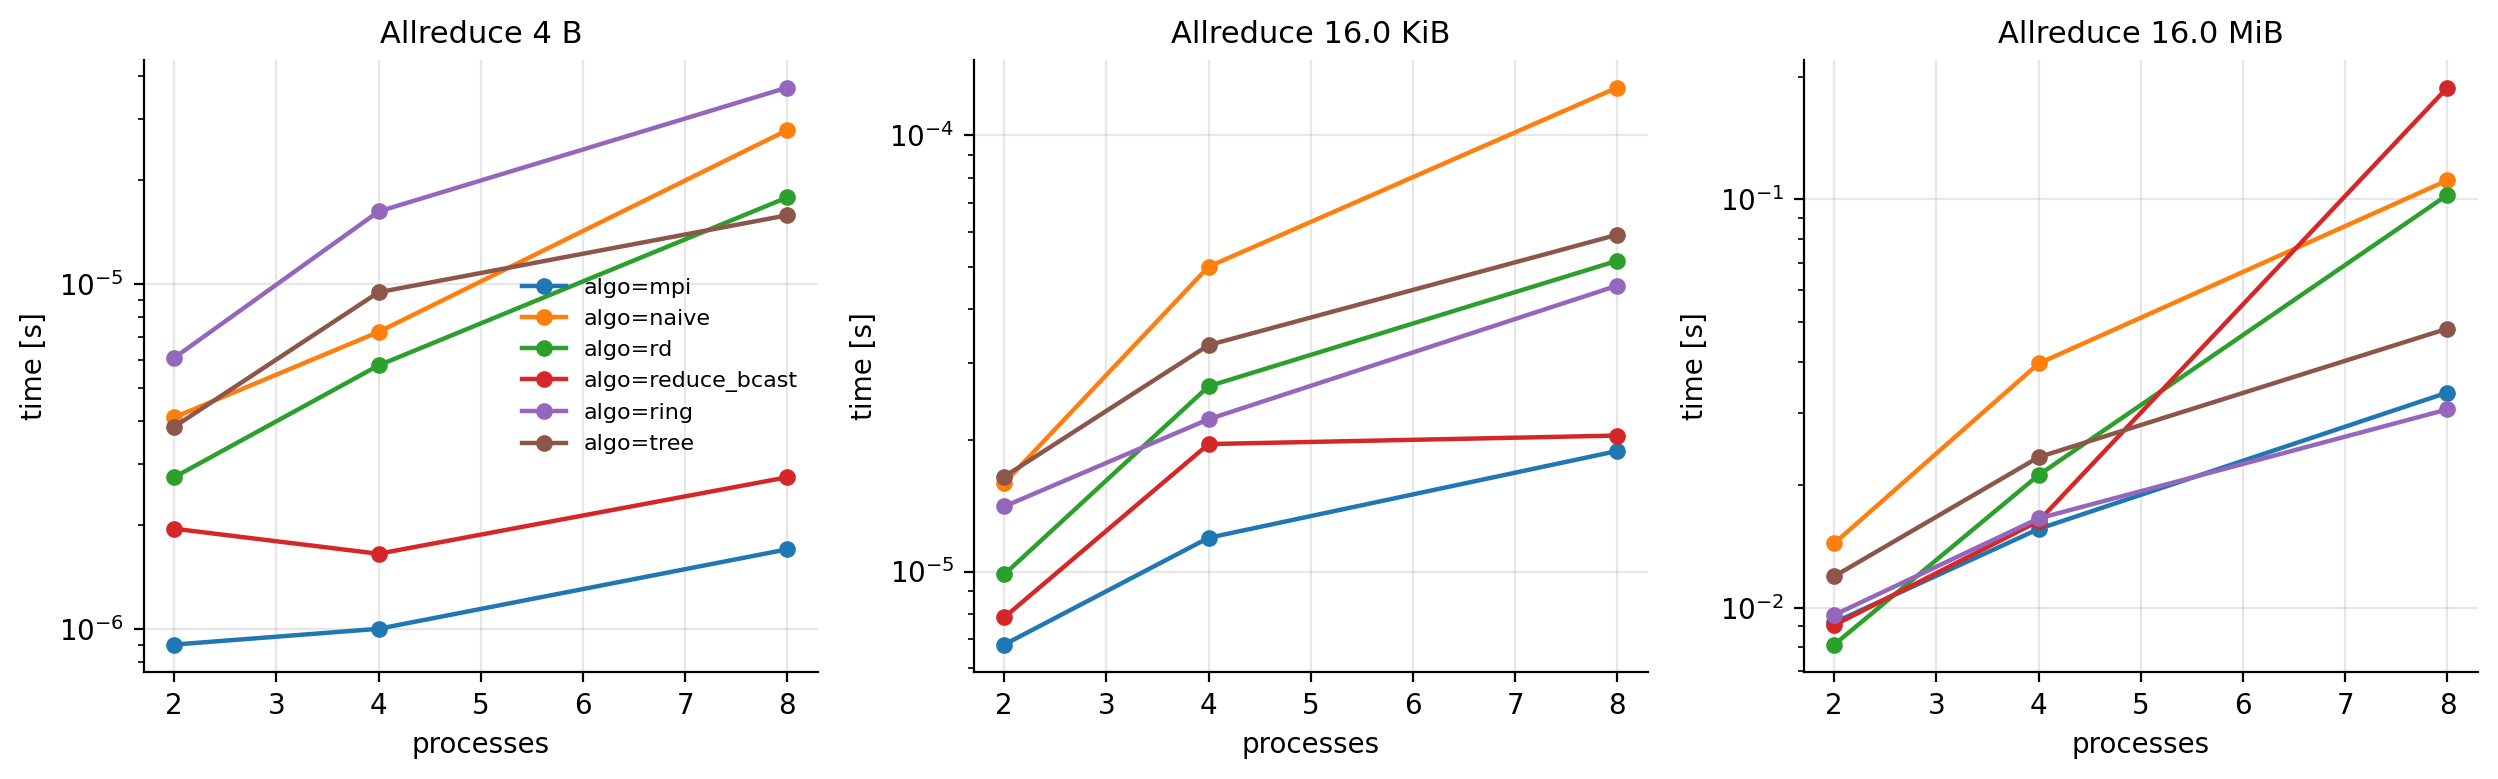 Allreduce 4 B
time [s]
10⁻⁵
10⁻⁶
algo=mpi
algo=naive
algo=rd
algo=reduce_bcast
algo=ring
algo=tree
2 3 4 5 6 7 8
processes
Allreduce 16.0 KiB
time [s]
10⁻⁴
10⁻⁵
2 3 4 5 6 7 8
processes
Allreduce 16.0 MiB
time [s]
10⁻¹
10⁻²
2 3 4 5 6 7 8
processes